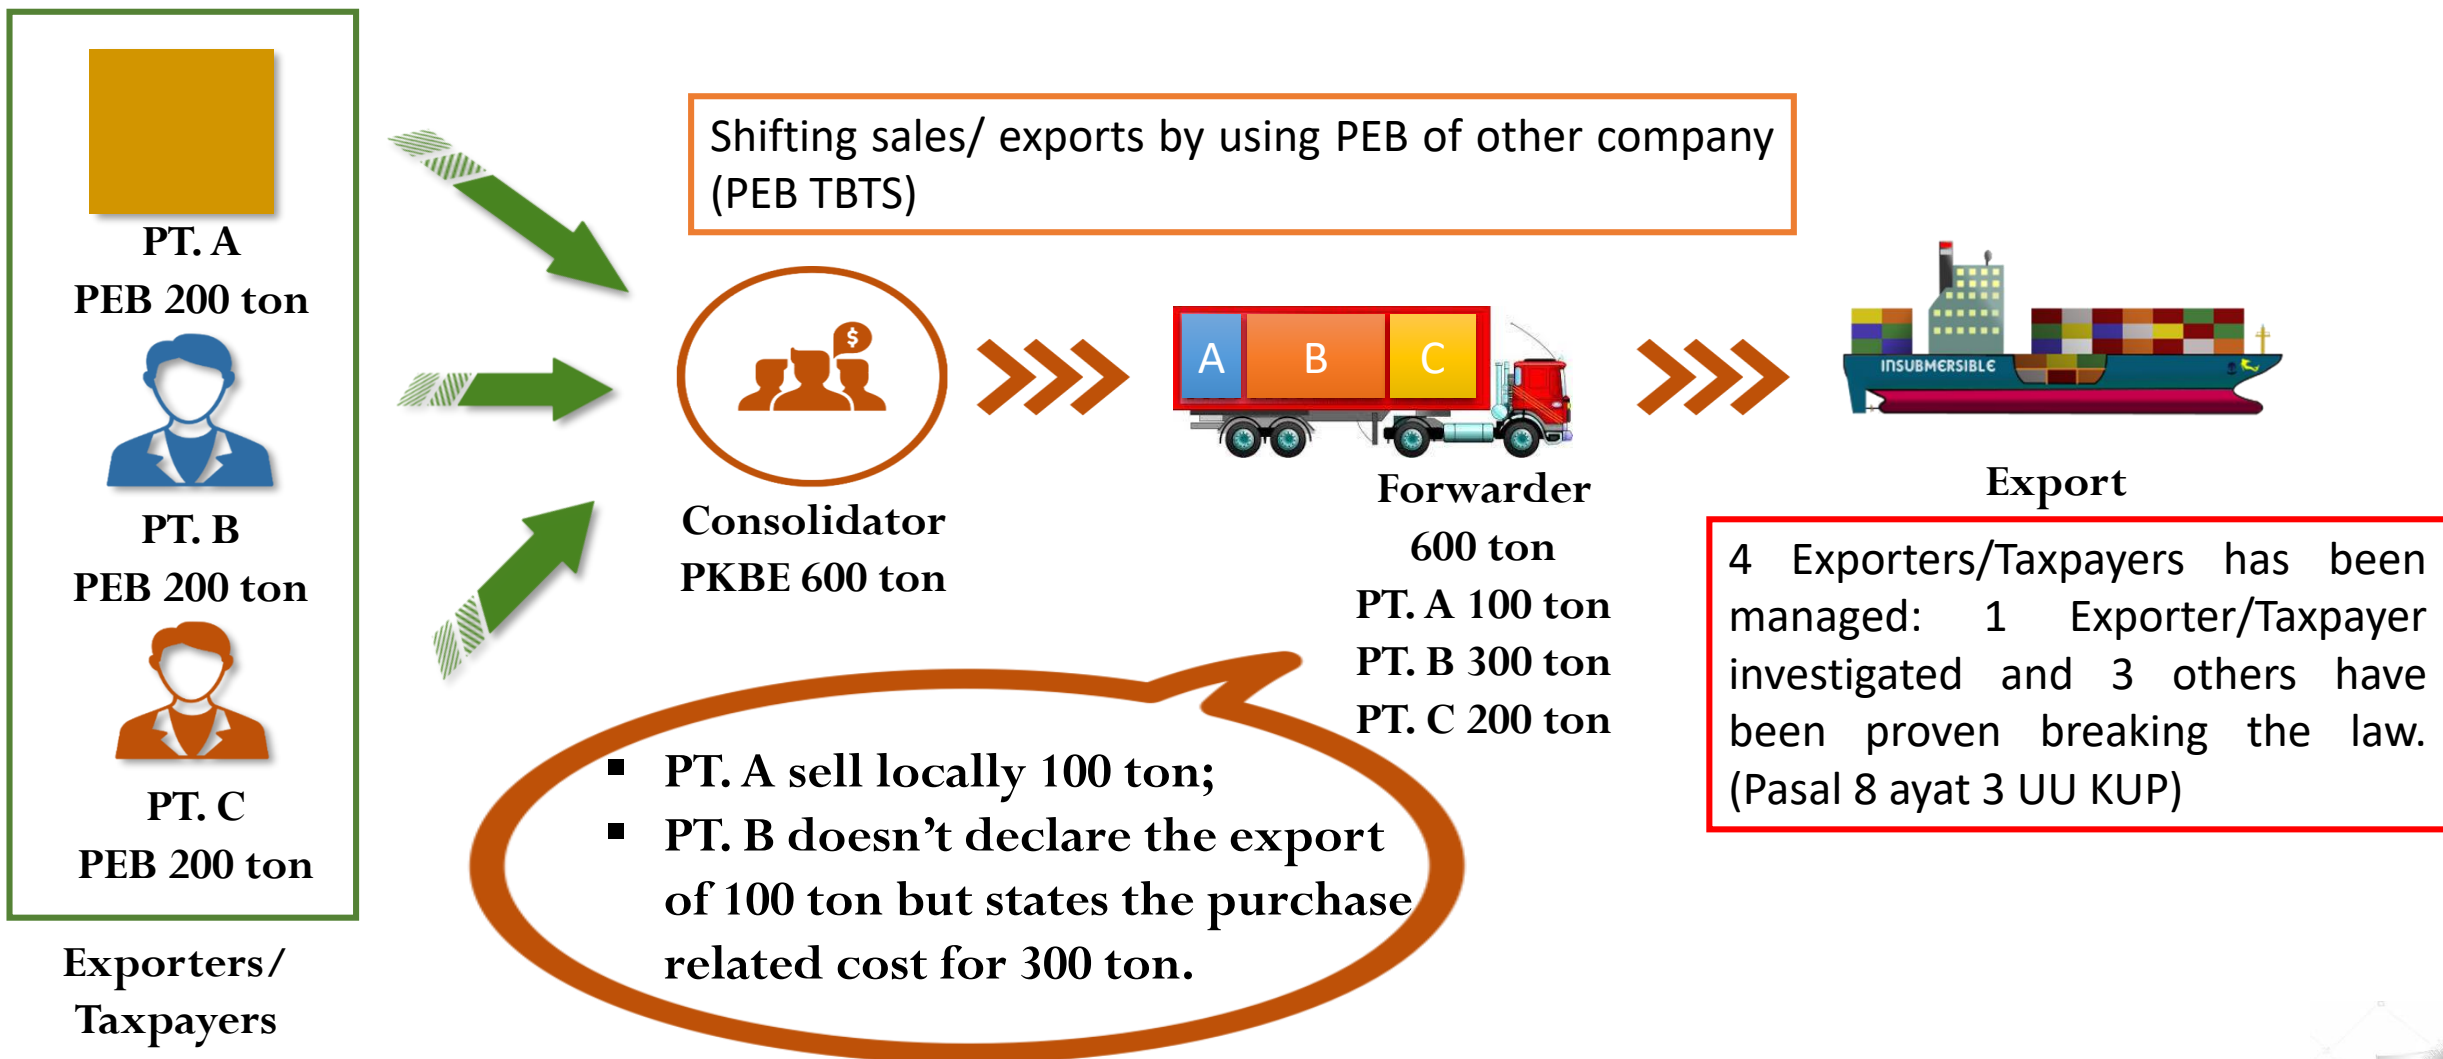 PT. A
PEB 200 ton
PT. B
PEB 200 ton
PT. C
PEB 200 ton
Exporters/
Taxpayers
Shifting sales/ exports by using PEB of other company
(PEB TBTS)
$
Consolidator
PKBE 600 ton
A B C
Forwarder
600 ton
PT. A 100 ton
PT. B 300 ton
PT. C 200 ton
▪ PT. A sell locally 100 ton;
▪ PT. B doesn’t declare the export
of 100 ton but states the purchase
related cost for 300 ton.
INSUBMERSIBLE
Export
4 Exporters/Taxpayers has been
managed: 1 Exporter/Taxpayer
investigated and 3 others have
been proven breaking the law.
(Pasal 8 ayat 3 UU KUP)